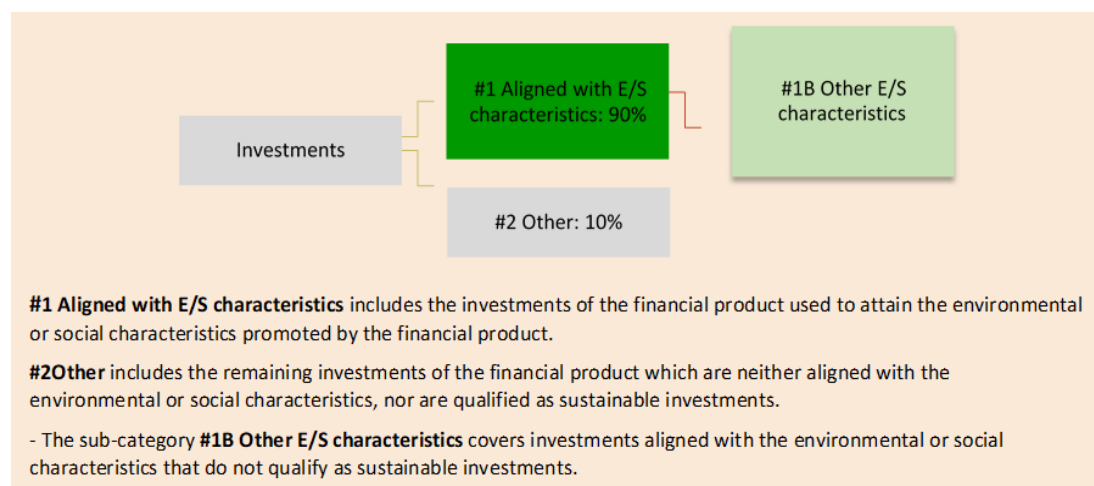 #1 Aligned with E/S
characteristics: 90%
#1B Other E/S
characteristics
Investments
#2 Other: 10%
#1 Aligned with E/S characteristics includes the investments of the financial product used to attain the environmental
or social characteristics promoted by the financial product.
#2Other includes the remaining investments of the financial product which are neither aligned with the
environmental or social characteristics, nor are qualified as sustainable investments.
- The sub-category #1B Other E/S characteristics covers investments aligned with the environmental or social
characteristics that do not qualify as sustainable investments.